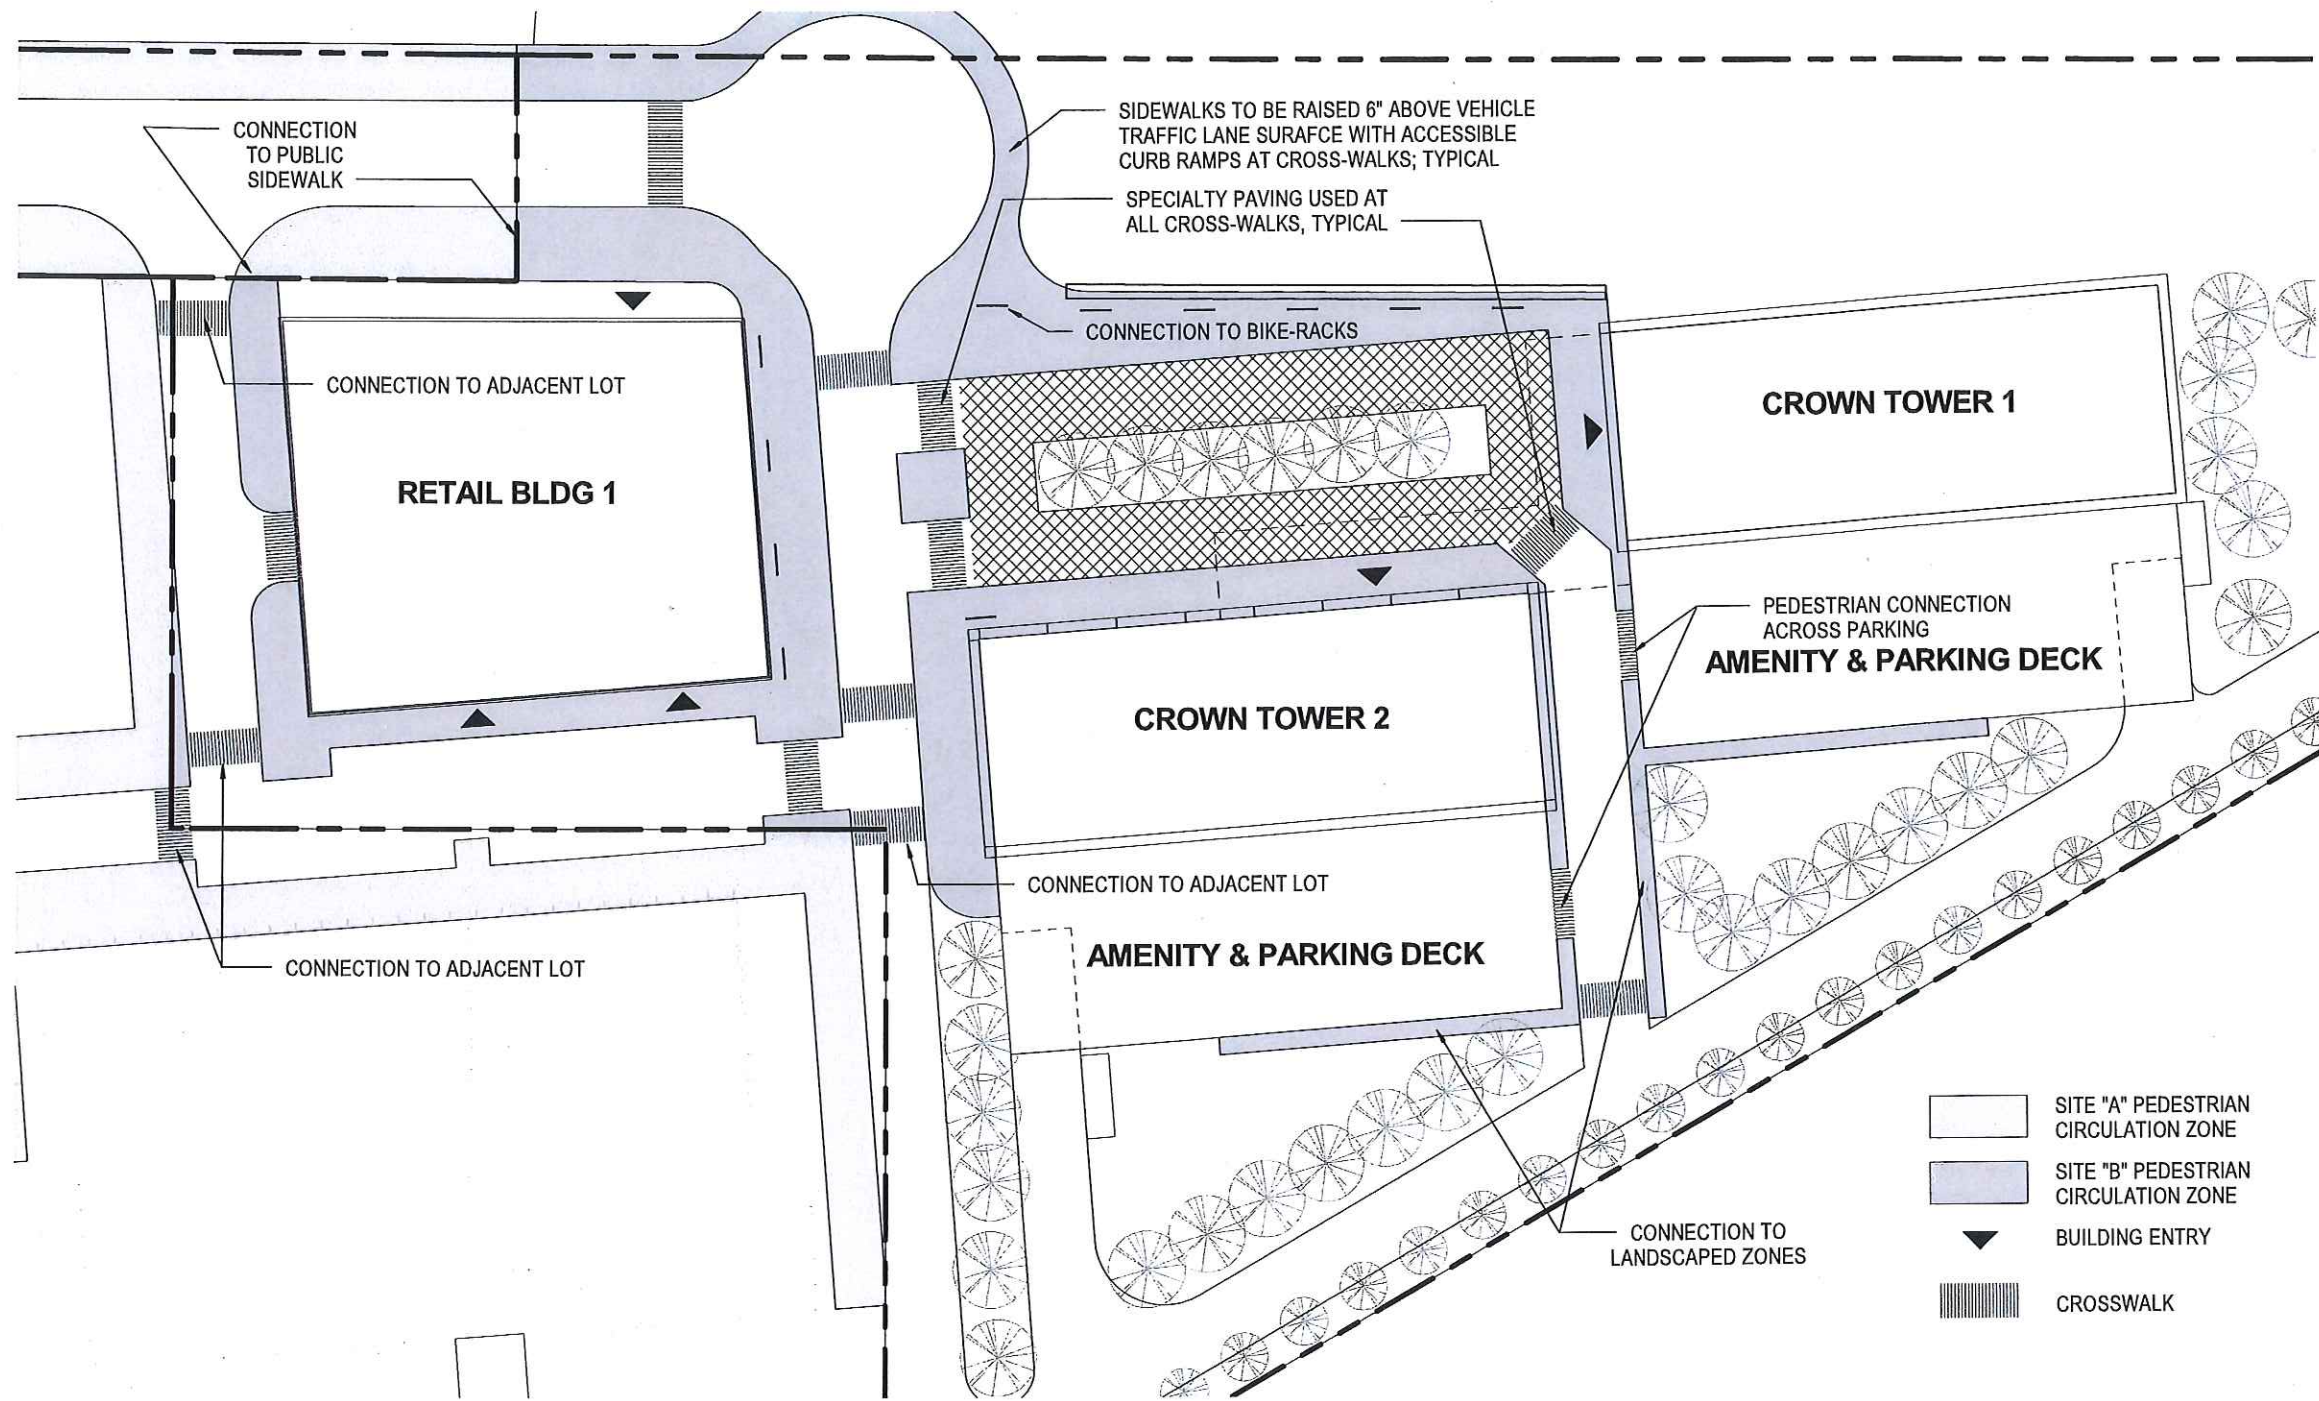 CONNECTION
TO PUBLIC
SIDEWALK
SIDEWALKS TO BE RAISED 6" ABOVE VEHICLE
TRAFFIC LANE SURAFCE WITH ACCESSIBLE
CURB RAMPS AT CROSS-WALKS; TYPICAL
SPECIALTY PAVING USED AT
ALL CROSS-WALKS, TYPICAL
CONNECTION TO BIKE-RACKS
CONNECTION TO ADJACENT LOT
RETAIL BLDG 1
CROWN TOWER 1
PEDESTRIAN CONNECTION
ACROSS PARKING
AMENITY & PARKING DECK
CROWN TOWER 2
CONNECTION TO ADJACENT LOT
AMENITY & PARKING DECK
CONNECTION TO ADJACENT LOT
CONNECTION TO
LANDSCAPED ZONES
SITE "A" PEDESTRIAN
CIRCULATION ZONE
SITE "B" PEDESTRIAN
CIRCULATION ZONE
BUILDING ENTRY
CROSSWALK